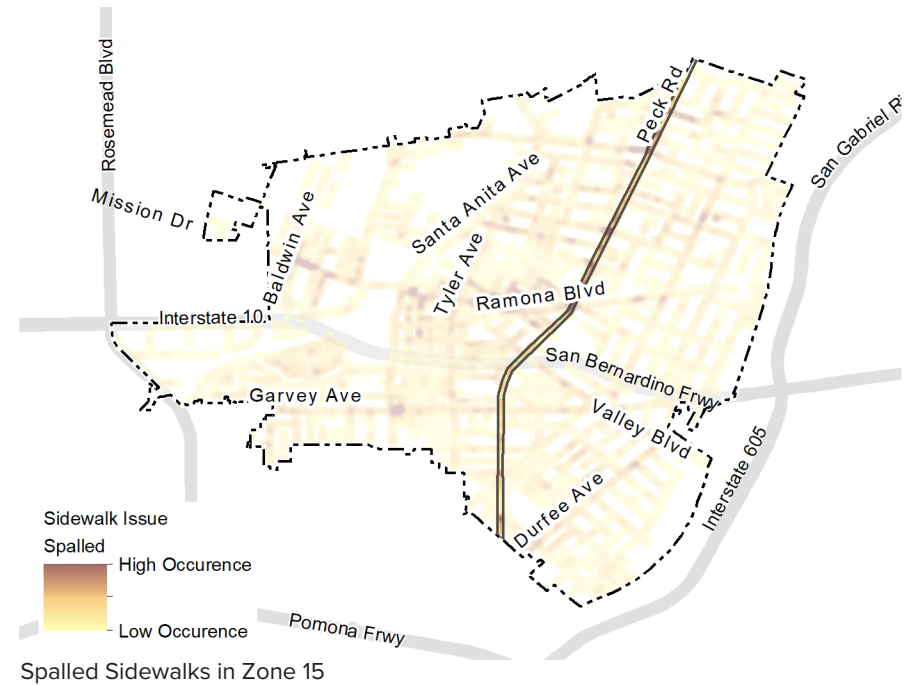 Rosemead Blvd
Peck Rd
San Gabriel Ri
Mission Dr
Baldwin Ave
Santa Anita Ave
Tyler Ave
Ramona Blvd
Interstate 10
San Bernardino Frwy
Garvey Ave
Valley Blvd
Interstate 605
Durfee Ave
Sidewalk Issue
Spalled
High Occurence
Low Occurence
Pomona Frwy
Spalled Sidewalks in Zone 15